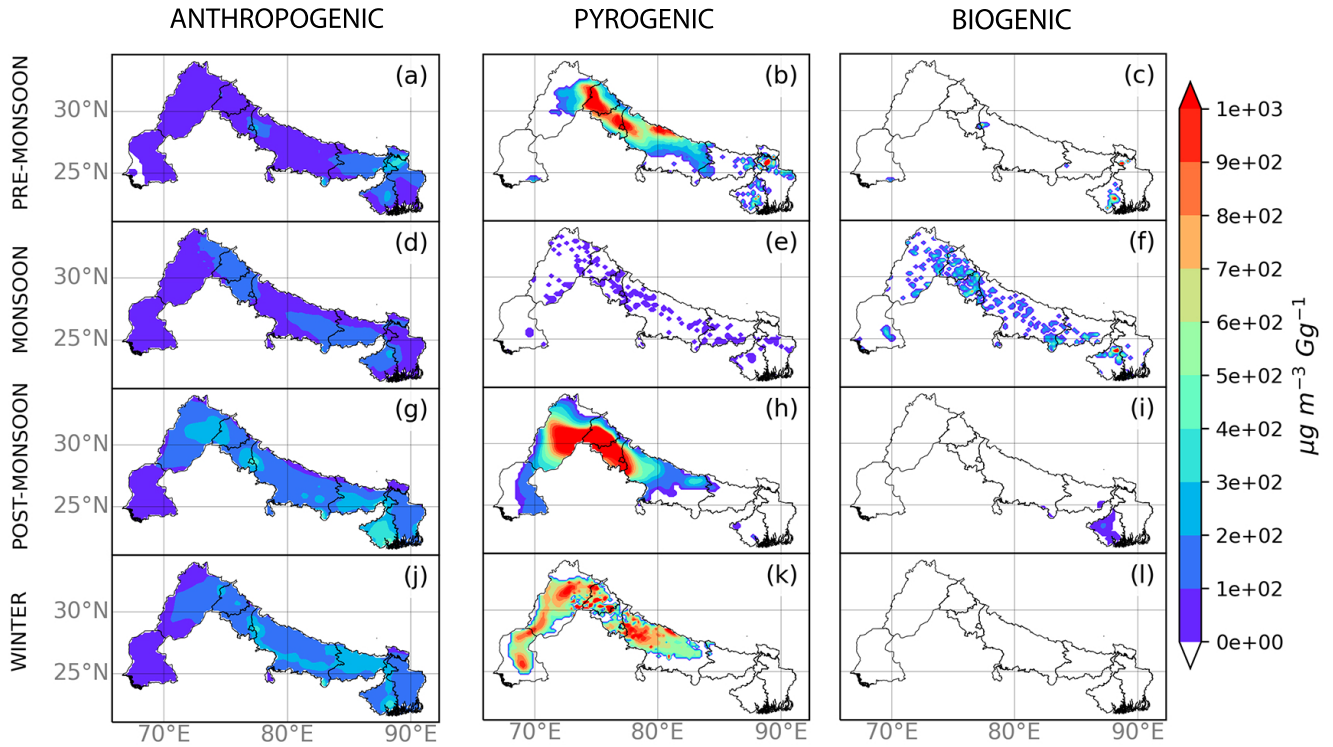 ANTHROPOGENIC PYROGENIC BIOGENIC
PRE-MONSOON
30°N
25°N
(a) (b) (c)
MONSOON
30°N
25°N
(d) (e) (f)
POST-MONSOON
30°N
25°N
(g) (h) (i)
WINTER
30°N
25°N
(j) (k) (l)
70°E 80°E 90°E 70°E 80°E 90°E 70°E 80°E 90°E
1e+03
9e+02
8e+02
7e+02
6e+02
5e+02
4e+02
3e+02
2e+02
1e+02
0e+00
μg m⁻³ Gg⁻¹